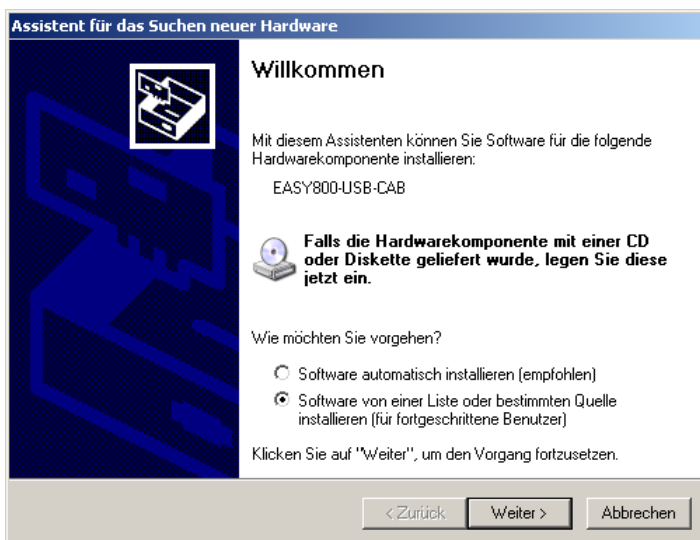 Assistent für das Suchen neuer Hardware
Willkommen
Mit diesem Assistenten können Sie Software für die folgende
Hardwarekomponente installieren:
EASY800-USB-CAB
Falls die Hardwarekomponente mit einer CD
oder Diskette geliefert wurde, legen Sie diese
jetzt ein.
Wie möchten Sie vorgehen?
Software automatisch installieren (empfohlen)
Software von einer Liste oder bestimmten Quelle
installieren (für fortgeschrittene Benutzer)
Klicken Sie auf "Weiter", um den Vorgang fortzusetzen.
< Zurück Weiter > Abbrechen